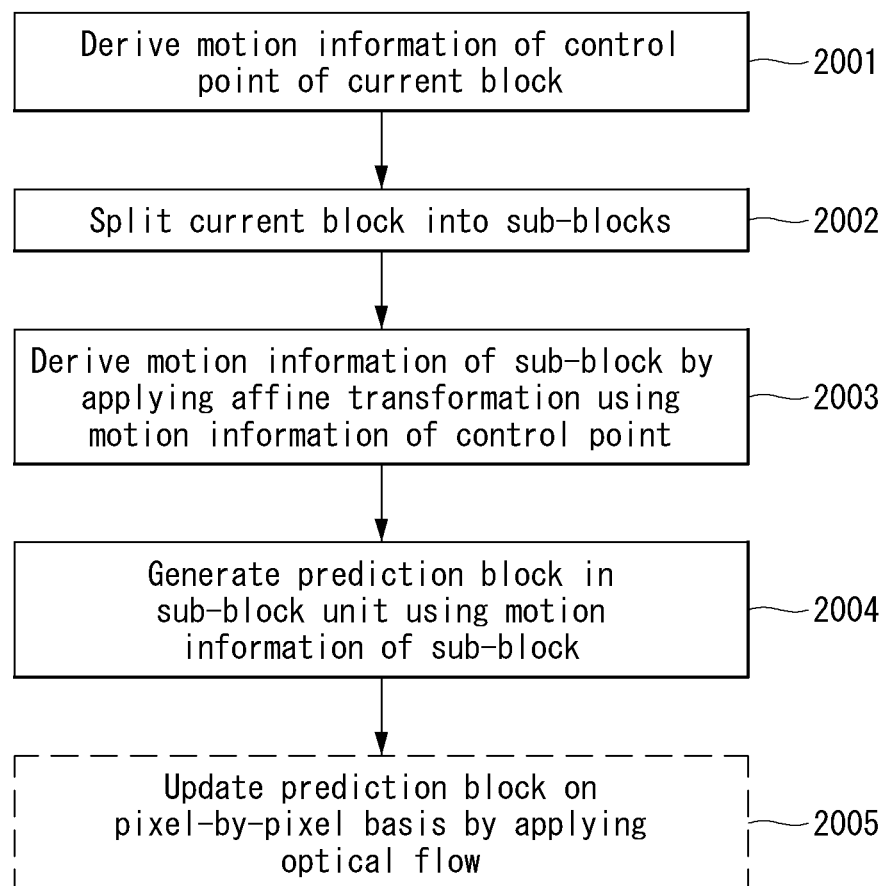 Derive motion information of control
point of current block
2001
Split current block into sub-blocks
2002
Derive motion information of sub-block by
applying affine transformation using
motion information of control point
2003
Generate prediction block in
sub-block unit using motion
information of sub-block
2004
Update prediction block on
pixel-by-pixel basis by applying
optical flow
2005